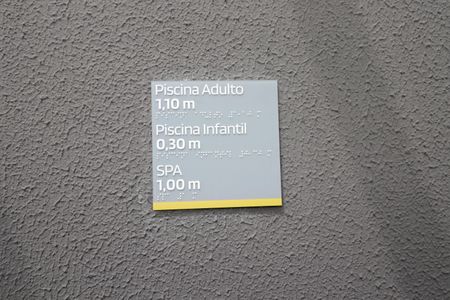 Piscina Adulto
1,10 m
Piscina Infantil
0,30 m
SPA
1,00 m